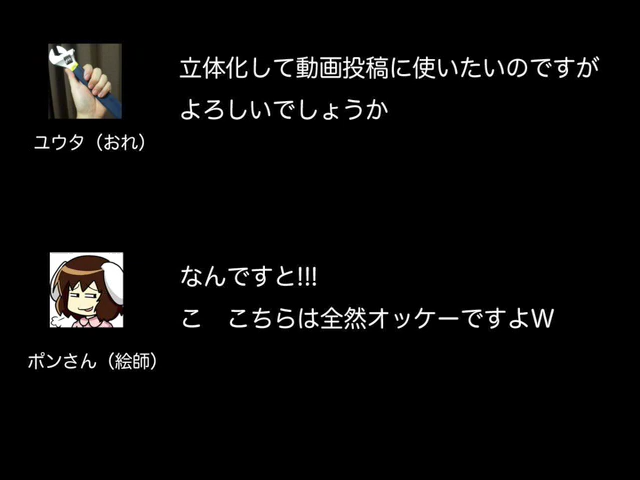 立体化して動画投稿に使いたいのですが
よろしいでしょうか
ユウタ（おれ）
なんですと!!!
こ　こちらは全然オッケーですよW
ポンさん（絵師）